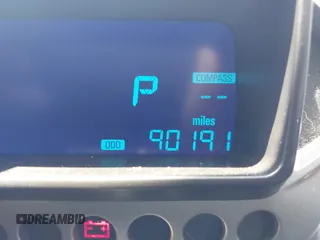 P
COMPASS
--
miles
ODO 90191
DREAMBID